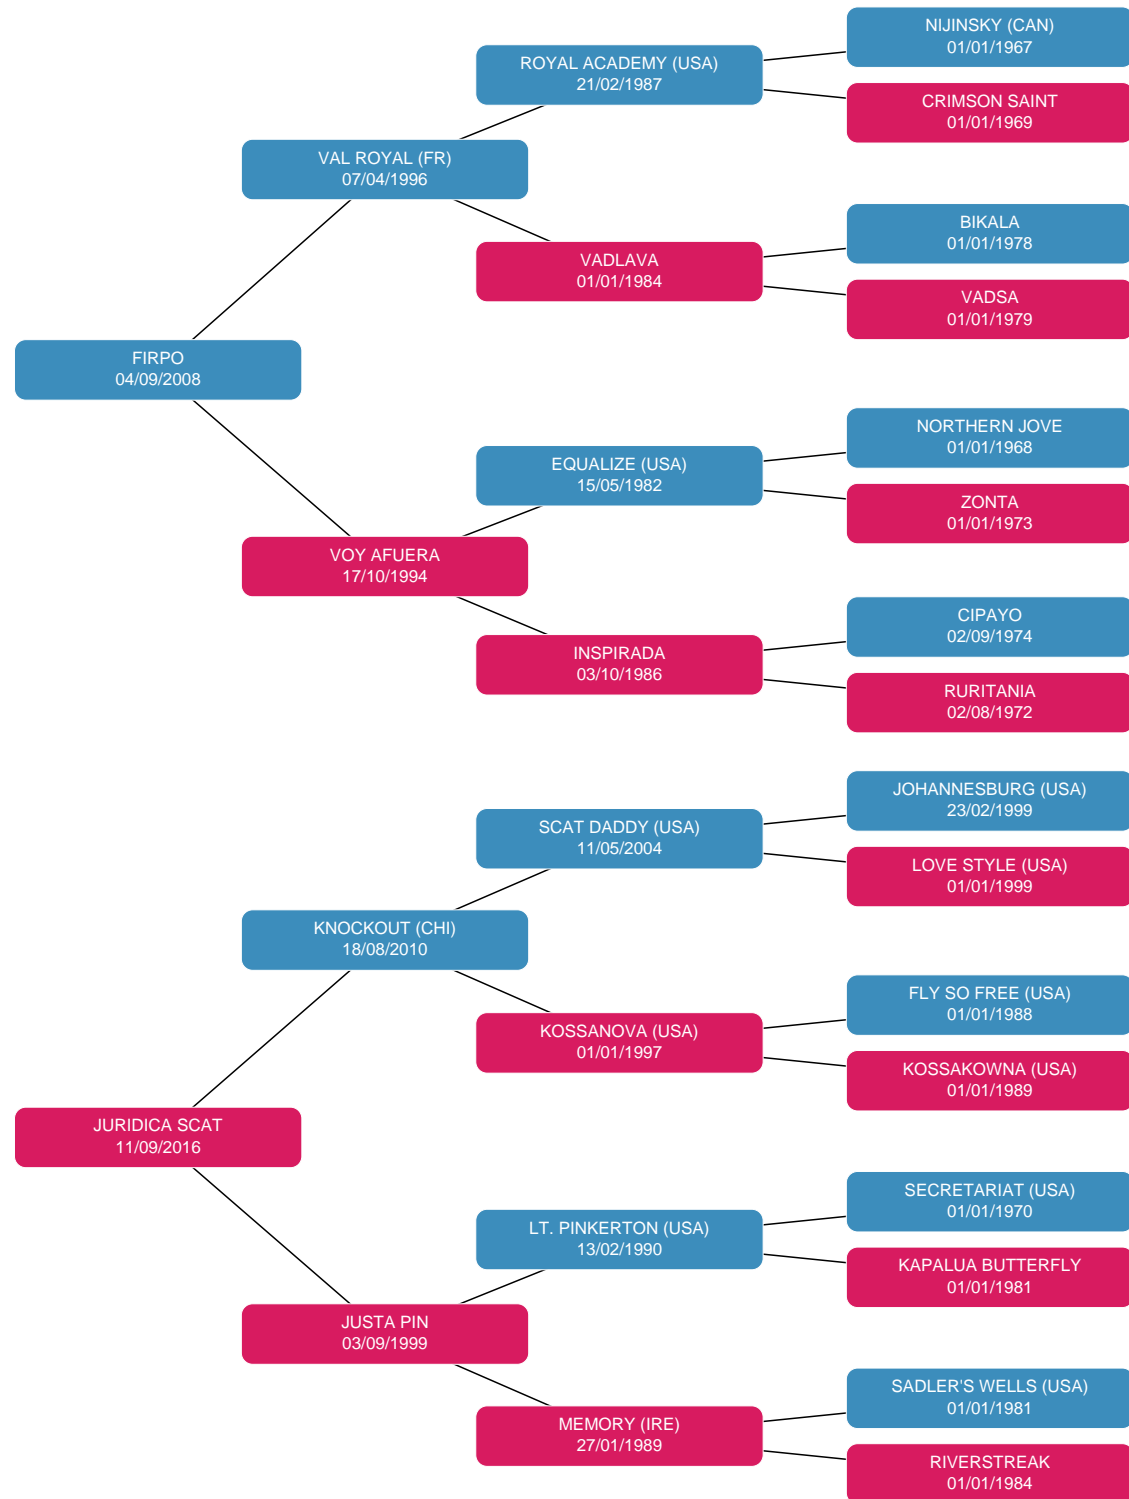 NIJINSKY (CAN)
01/01/1967
ROYAL ACADEMY (USA)
21/02/1987
CRIMSON SAINT
01/01/1969
VAL ROYAL (FR)
07/04/1996
BIKALA
01/01/1978
VADLAVA
01/01/1984
VADSA
01/01/1979
FIRPO
04/09/2008
NORTHERN JOVE
01/01/1968
EQUALIZE (USA)
15/05/1982
ZONTA
01/01/1973
VOY AFUERA
17/10/1994
CIPAYO
02/09/1974
INSPIRADA
03/10/1986
RURITANIA
02/08/1972
JOHANNESBURG (USA)
23/02/1999
SCAT DADDY (USA)
11/05/2004
LOVE STYLE (USA)
01/01/1999
KNOCKOUT (CHI)
18/08/2010
FLY SO FREE (USA)
01/01/1988
KOSSANOVA (USA)
01/01/1997
KOSSAKOWNA (USA)
01/01/1989
JURIDICA SCAT
11/09/2016
SECRETARIAT (USA)
01/01/1970
LT. PINKERTON (USA)
13/02/1990
KAPALUA BUTTERFLY
01/01/1981
JUSTA PIN
03/09/1999
SADLER'S WELLS (USA)
01/01/1981
MEMORY (IRE)
27/01/1989
RIVERSTREAK
01/01/1984